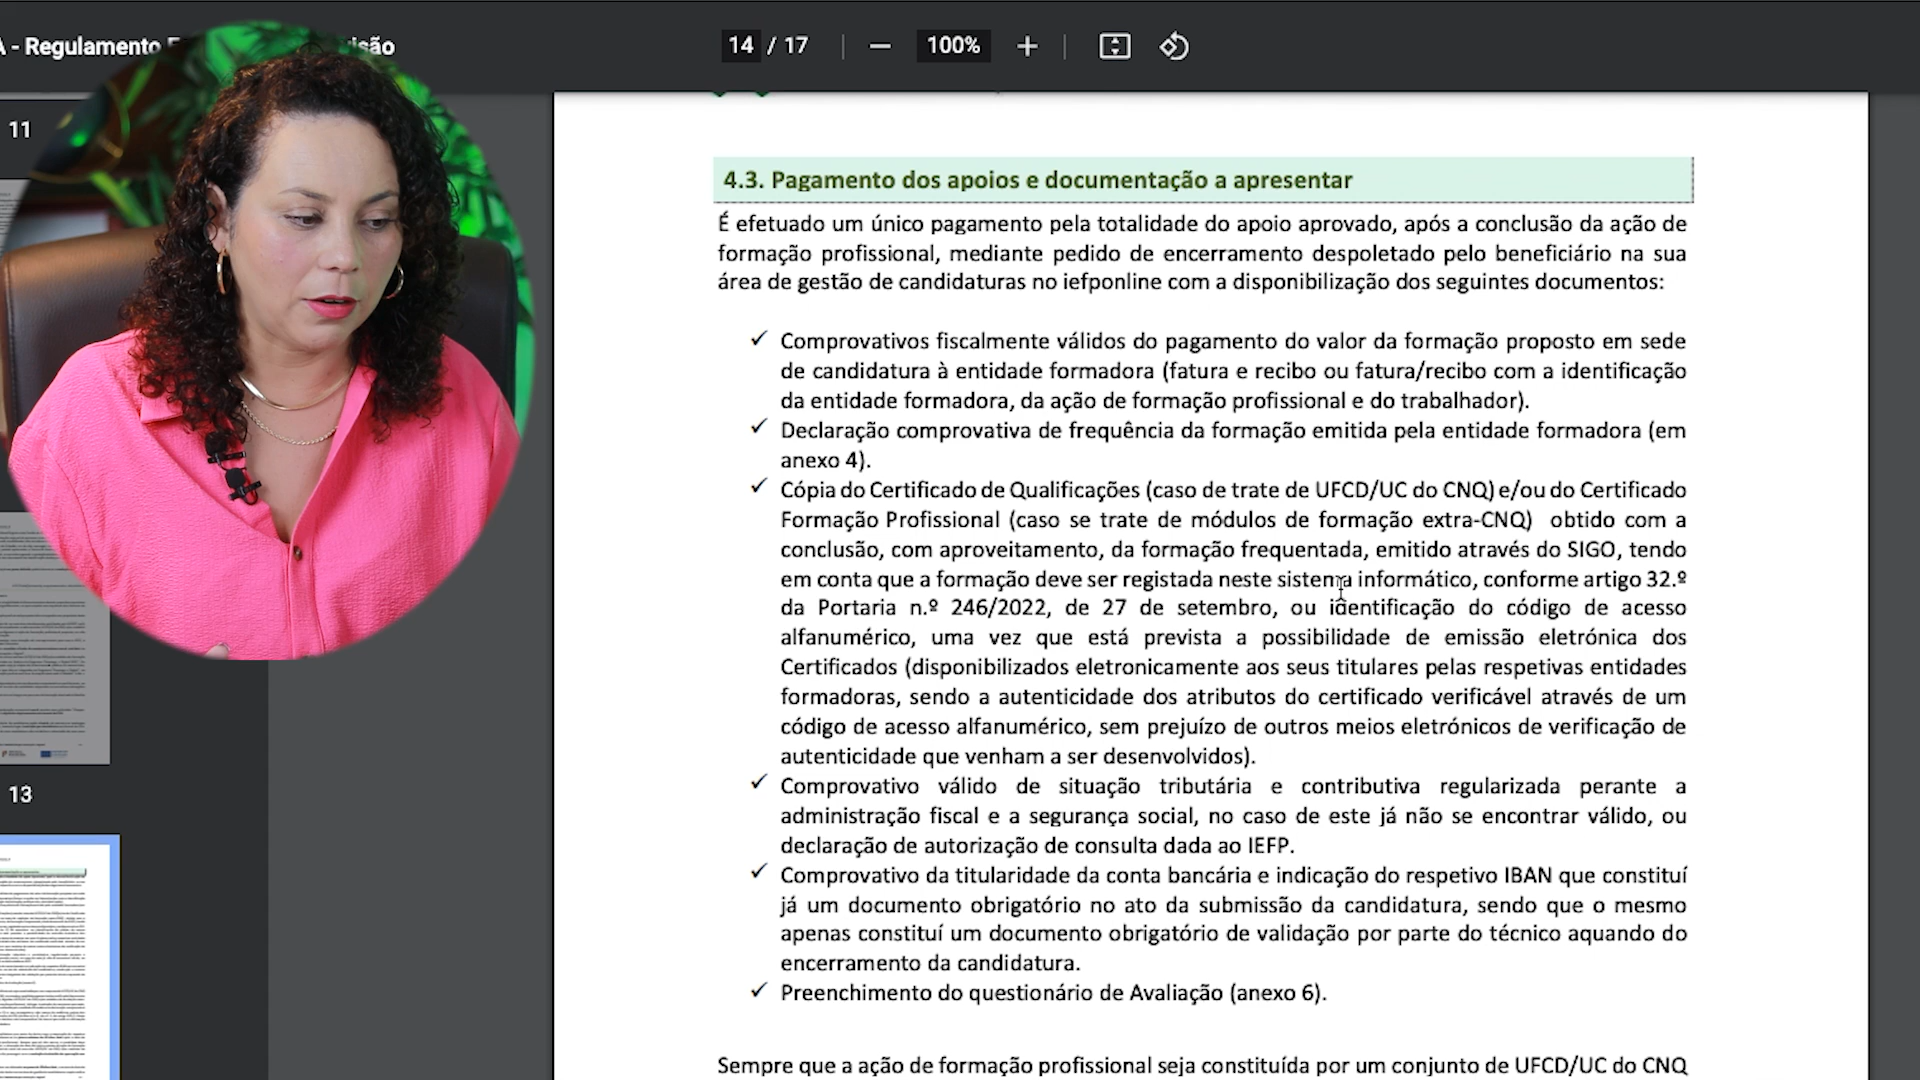 A - Regulamento
isão
14 / 17
100%
11
13
4.3. Pagamento dos apoios e documentação a apresentar
É efetuado um único pagamento pela totalidade do apoio aprovado, após a conclusão da ação de
formação profissional, mediante pedido de encerramento despoletado pelo beneficiário na sua
área de gestão de candidaturas no iefponline com a disponibilização dos seguintes documentos:
✓ Comprovativos fiscalmente válidos do pagamento do valor da formação proposto em sede
de candidatura à entidade formadora (fatura e recibo ou fatura/recibo com a identificação
da entidade formadora, da ação de formação profissional e do trabalhador).
✓ Declaração comprovativa de frequência da formação emitida pela entidade formadora (em
anexo 4).
✓ Cópia do Certificado de Qualificações (caso de trate de UFCD/UC do CNQ) e/ou do Certificado
Formação Profissional (caso se trate de módulos de formação extra-CNQ) obtido com a
conclusão, com aproveitamento, da formação frequentada, emitido através do SIGO, tendo
em conta que a formação deve ser registada neste sistema informático, conforme artigo 32.º
da Portaria n.º 246/2022, de 27 de setembro, ou identificação do código de acesso
alfanumérico, uma vez que está prevista a possibilidade de emissão eletrónica dos
Certificados (disponibilizados eletronicamente aos seus titulares pelas respetivas entidades
formadoras, sendo a autenticidade dos atributos do certificado verificável através de um
código de acesso alfanumérico, sem prejuízo de outros meios eletrónicos de verificação de
autenticidade que venham a ser desenvolvidos).
✓ Comprovativo válido de situação tributária e contributiva regularizada perante a
administração fiscal e a segurança social, no caso de este já não se encontrar válido, ou
declaração de autorização de consulta dada ao IEFP.
✓ Comprovativo da titularidade da conta bancária e indicação do respetivo IBAN que constituí
já um documento obrigatório no ato da submissão da candidatura, sendo que o mesmo
apenas constituí um documento obrigatório de validação por parte do técnico aquando do
encerramento da candidatura.
✓ Preenchimento do questionário de Avaliação (anexo 6).
Sempre que a ação de formação profissional seja constituída por um conjunto de UFCD/UC do CNQ